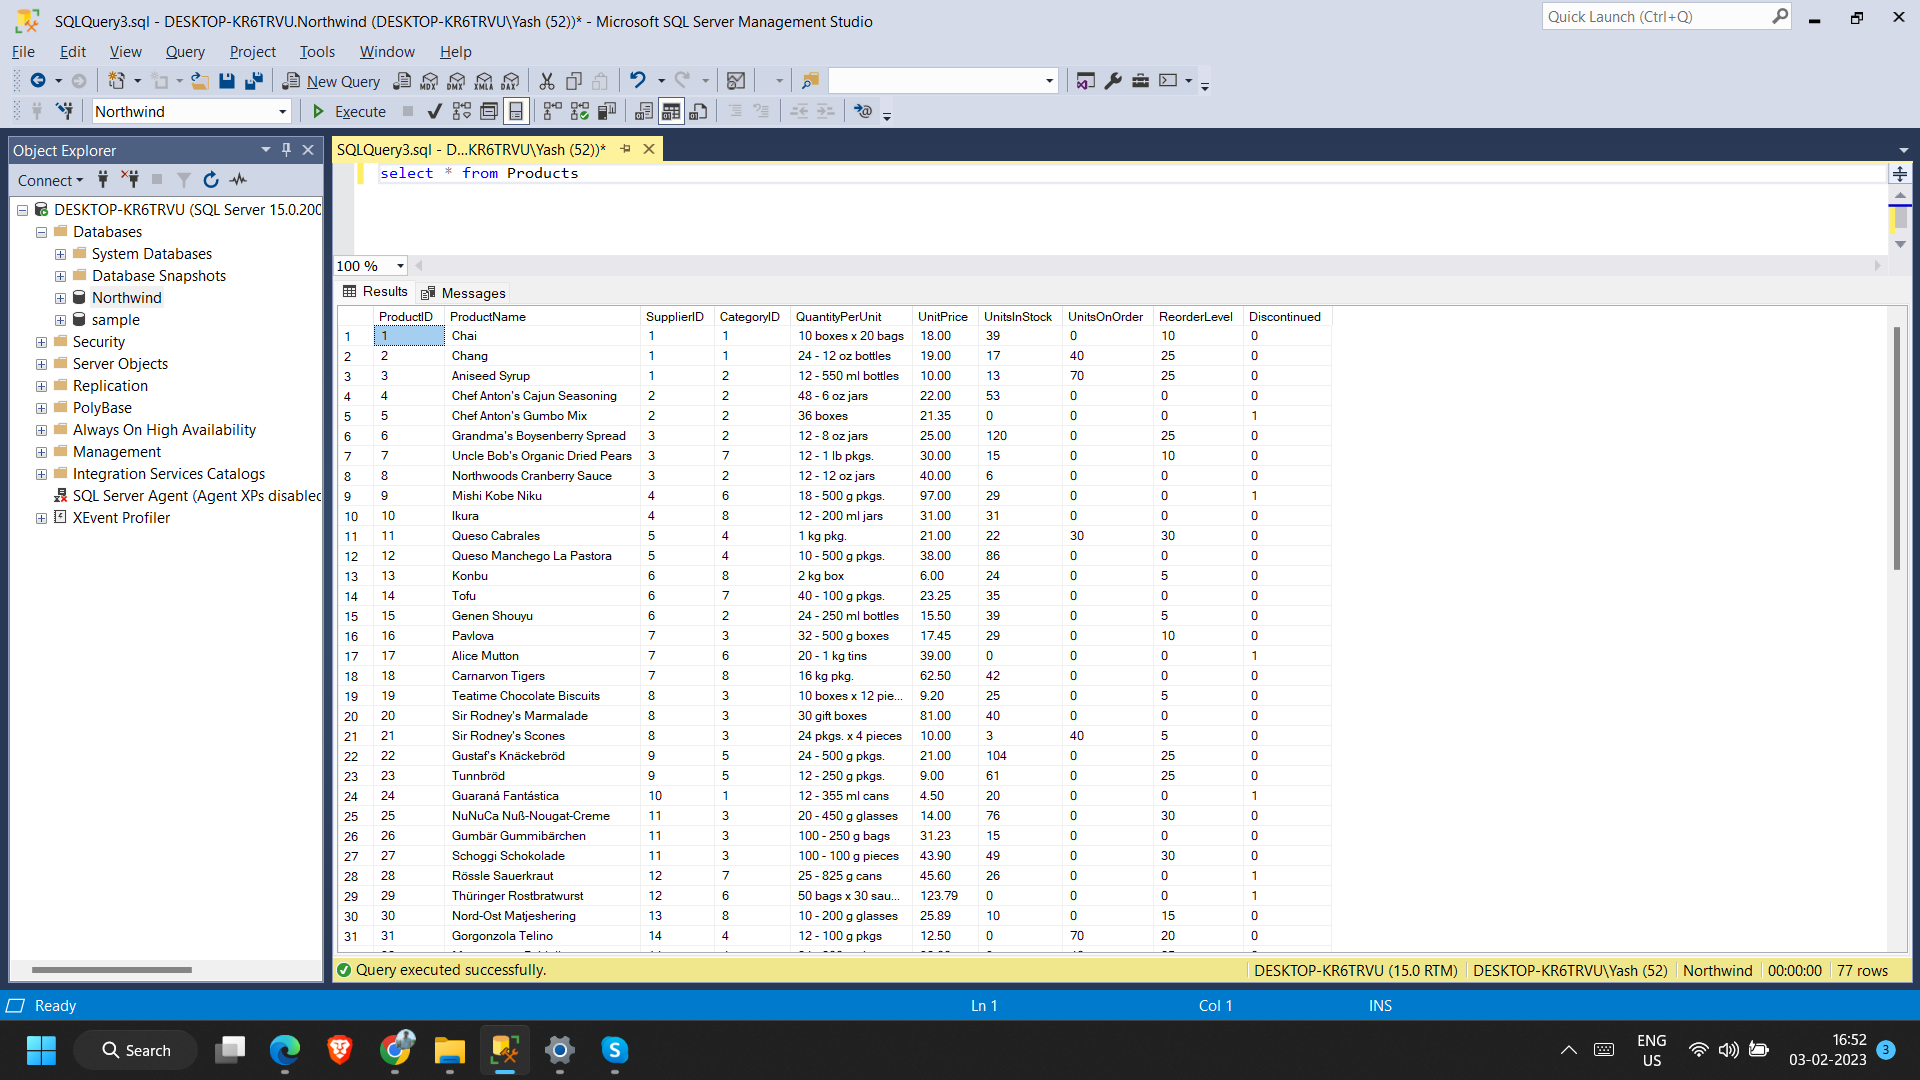 SQLQuery3.sql - DESKTOP-KR6TRVU.Northwind (DESKTOP-KR6TRVU\Yash (52))* - Microsoft SQL Server Management Studio
Quick Launch (Ctrl+Q)
File Edit View Query Project Tools Window Help
New Query MDX DMX XMLA DAX
Northwind Execute
Object Explorer
Connect
DESKTOP-KR6TRVU (SQL Server 15.0.200
Databases
System Databases
Database Snapshots
Northwind
sample
Security
Server Objects
Replication
PolyBase
Always On High Availability
Management
Integration Services Catalogs
SQL Server Agent (Agent XPs disabled
XEvent Profiler
SQLQuery3.sql - D...KR6TRVU\Yash (52))*
select * from Products
100 %
Results Messages
ProductID ProductName SupplierID CategoryID QuantityPerUnit UnitPrice UnitsInStock UnitsOnOrder ReorderLevel Discontinued
1 1 Chai 1 1 10 boxes x 20 bags 18.00 39 0 10 0
2 2 Chang 1 1 24 - 12 oz bottles 19.00 17 40 25 0
3 3 Aniseed Syrup 1 2 12 - 550 ml bottles 10.00 13 70 25 0
4 4 Chef Anton's Cajun Seasoning 2 2 48 - 6 oz jars 22.00 53 0 0 0
5 5 Chef Anton's Gumbo Mix 2 2 36 boxes 21.35 0 0 0 1
6 6 Grandma's Boysenberry Spread 3 2 12 - 8 oz jars 25.00 120 0 25 0
7 7 Uncle Bob's Organic Dried Pears 3 7 12 - 1 lb pkgs. 30.00 15 0 10 0
8 8 Northwoods Cranberry Sauce 3 2 12 - 12 oz jars 40.00 6 0 0 0
9 9 Mishi Kobe Niku 4 6 18 - 500 g pkgs. 97.00 29 0 0 1
10 10 Ikura 4 8 12 - 200 ml jars 31.00 31 0 0 0
11 11 Queso Cabrales 5 4 1 kg pkg. 21.00 22 30 30 0
12 12 Queso Manchego La Pastora 5 4 10 - 500 g pkgs. 38.00 86 0 0 0
13 13 Konbu 6 8 2 kg box 6.00 24 0 5 0
14 14 Tofu 6 7 40 - 100 g pkgs. 23.25 35 0 0 0
15 15 Genen Shouyu 6 2 24 - 250 ml bottles 15.50 39 0 5 0
16 16 Pavlova 7 3 32 - 500 g boxes 17.45 29 0 10 0
17 17 Alice Mutton 7 6 20 - 1 kg tins 39.00 0 0 0 1
18 18 Carnarvon Tigers 7 8 16 kg pkg. 62.50 42 0 0 0
19 19 Teatime Chocolate Biscuits 8 3 10 boxes x 12 pie... 9.20 25 0 5 0
20 20 Sir Rodney's Marmalade 8 3 30 gift boxes 81.00 40 0 0 0
21 21 Sir Rodney's Scones 8 3 24 pkgs. x 4 pieces 10.00 3 40 5 0
22 22 Gustaf's Knäckebröd 9 5 24 - 500 g pkgs. 21.00 104 0 25 0
23 23 Tunnbröd 9 5 12 - 250 g pkgs. 9.00 61 0 25 0
24 24 Guaraná Fantástica 10 1 12 - 355 ml cans 4.50 20 0 0 1
25 25 NuNuCa Nuß-Nougat-Creme 11 3 20 - 450 g glasses 14.00 76 0 30 0
26 26 Gumbär Gummibärchen 11 3 100 - 250 g bags 31.23 15 0 0 0
27 27 Schoggi Schokolade 11 3 100 - 100 g pieces 43.90 49 0 30 0
28 28 Rössle Sauerkraut 12 7 25 - 825 g cans 45.60 26 0 0 1
29 29 Thüringer Rostbratwurst 12 6 50 bags x 30 sau... 123.79 0 0 0 1
30 30 Nord-Ost Matjeshering 13 8 10 - 200 g glasses 25.89 10 0 15 0
31 31 Gorgonzola Telino 14 4 12 - 100 g pkgs 12.50 0 70 20 0
Query executed successfully. DESKTOP-KR6TRVU (15.0 RTM) DESKTOP-KR6TRVU\Yash (52) Northwind 00:00:00 77 rows
Ready Ln 1 Col 1 INS
Search
ENG
US
16:52
03-02-2023
3